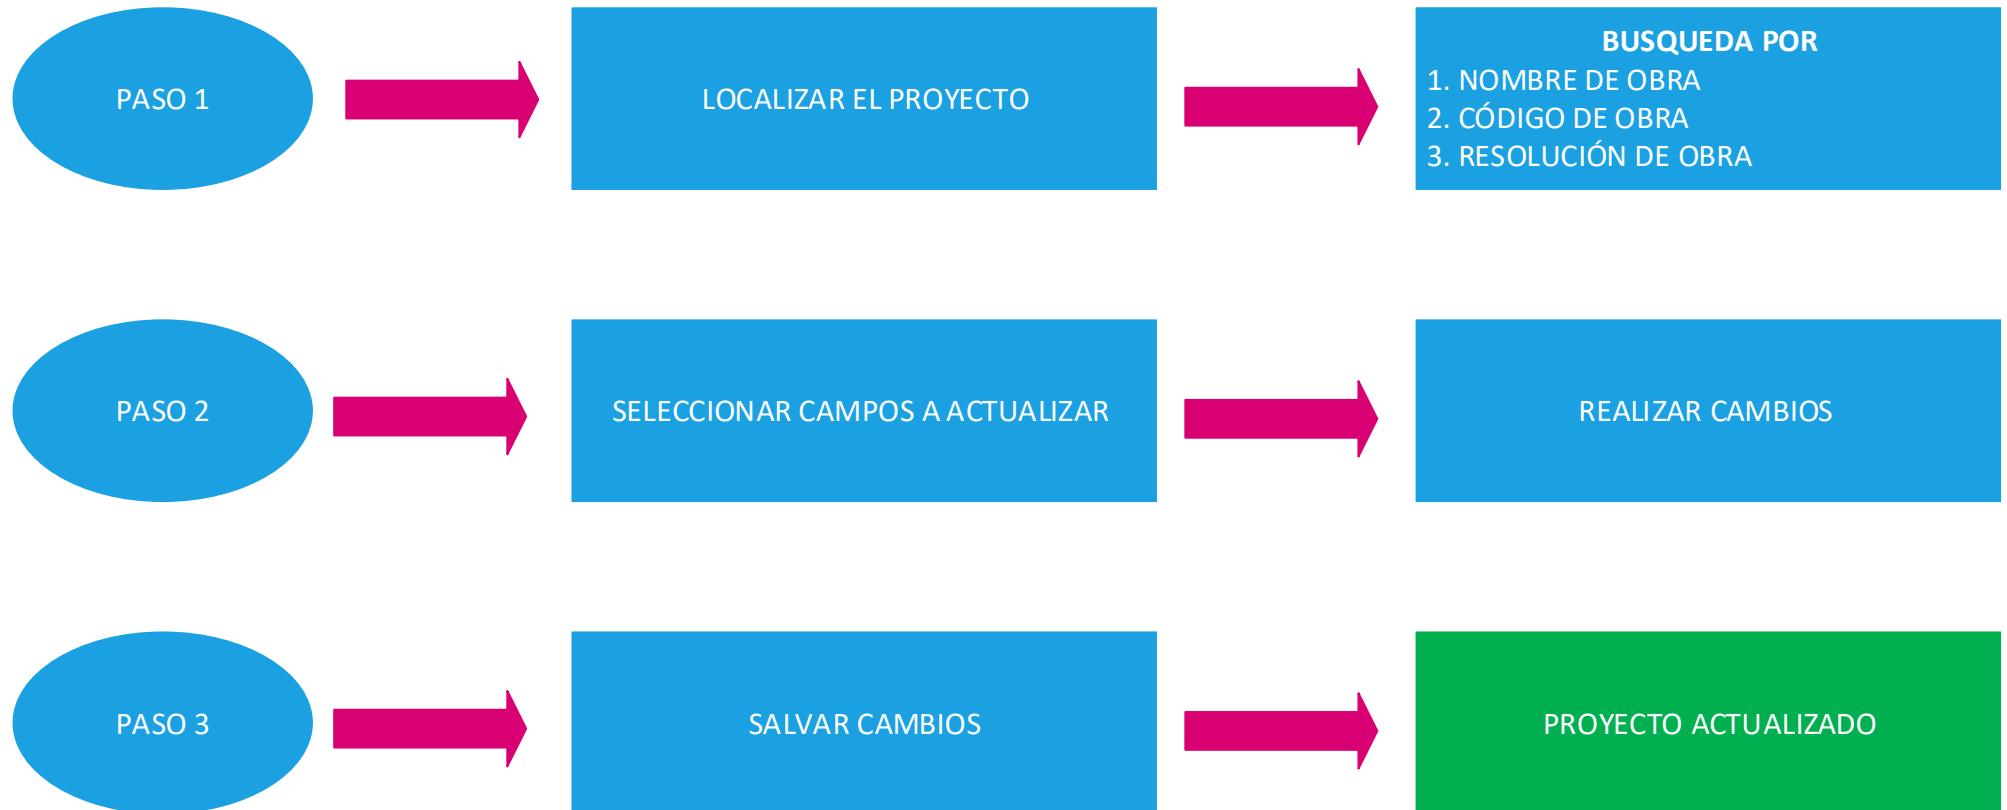 PASO 1
LOCALIZAR EL PROYECTO
BUSQUEDA POR
1. NOMBRE DE OBRA
2. CÓDIGO DE OBRA
3. RESOLUCIÓN DE OBRA
PASO 2
SELECCIONAR CAMPOS A ACTUALIZAR
REALIZAR CAMBIOS
PASO 3
SALVAR CAMBIOS
PROYECTO ACTUALIZADO